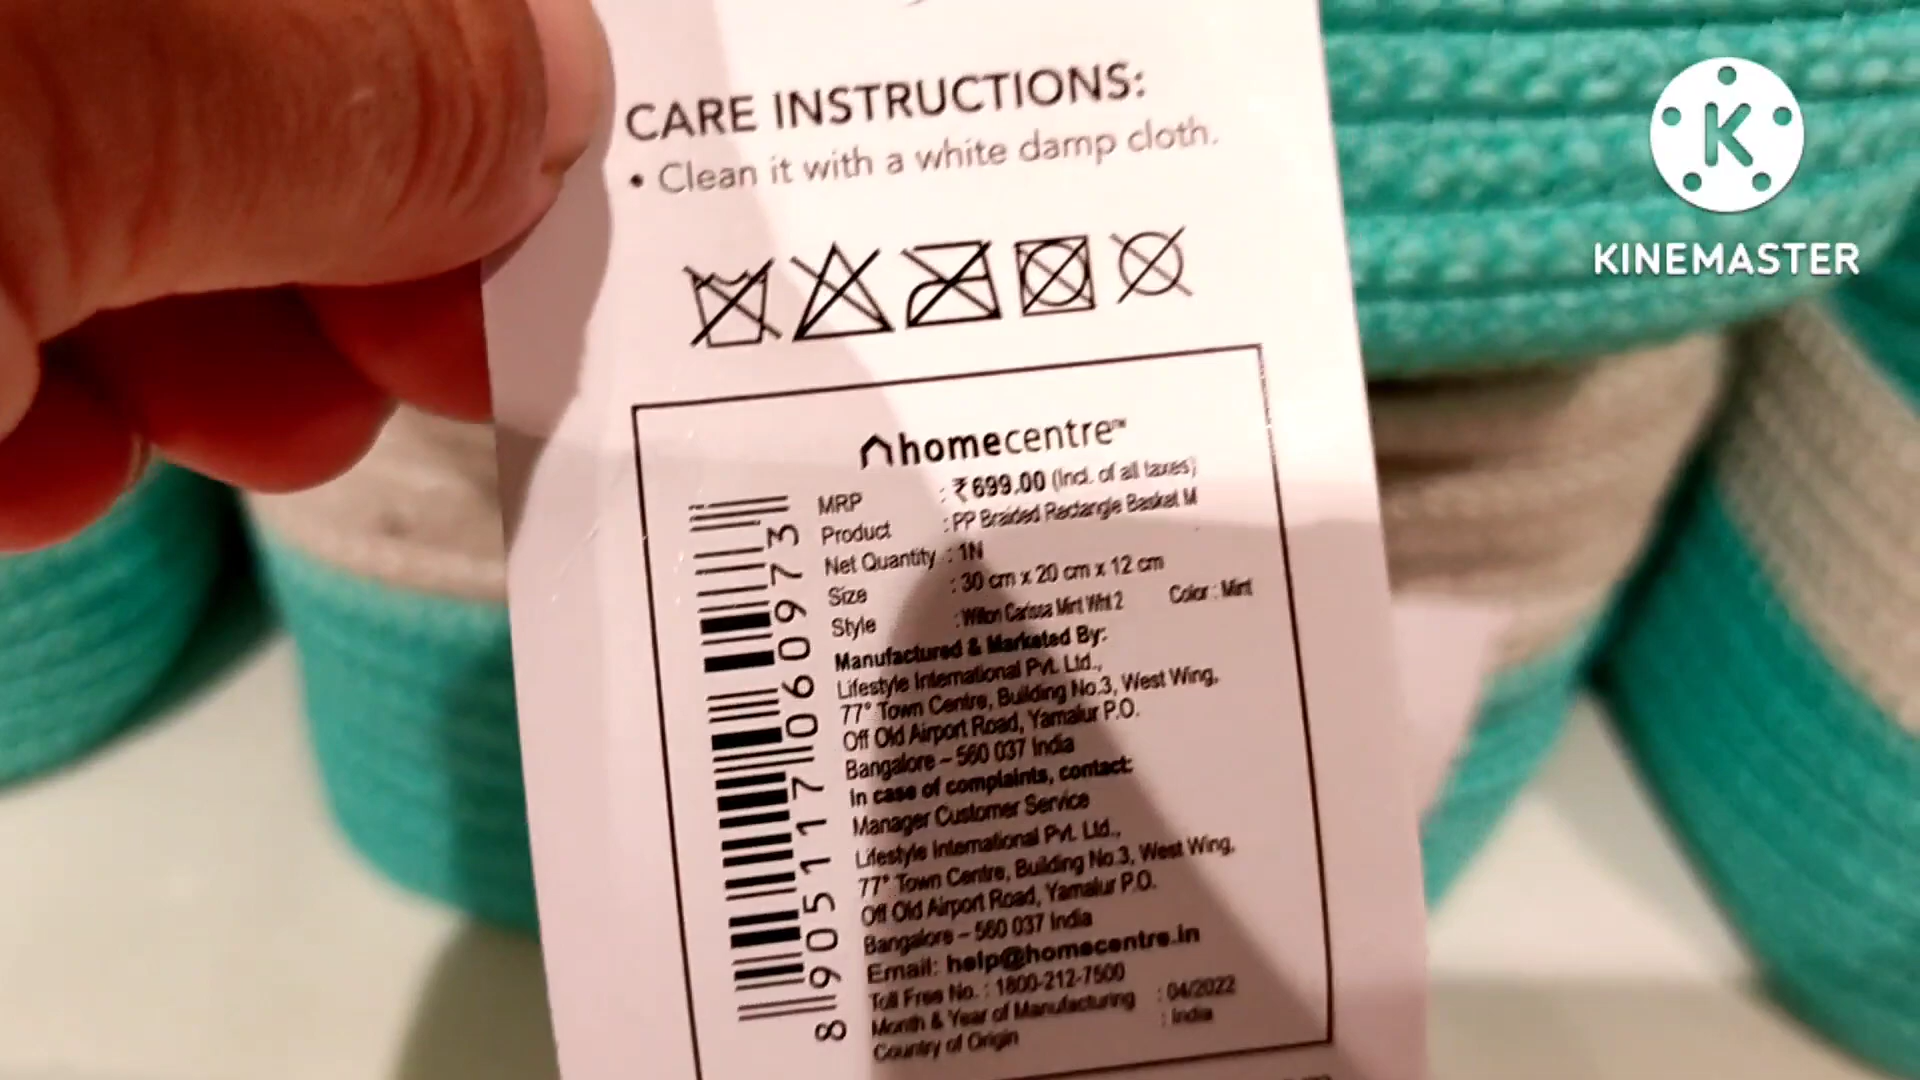 CARE INSTRUCTIONS:
• Clean it with a white damp cloth.
homecentre™
MRP : ₹699.00 (Incl. of all taxes)
Product : PP Braided Rectangle Basket M
Net Quantity : 1N
Size : 30 cm x 20 cm x 12 cm
Style : Wilton Carissa Mint Wht 2 Color : Mint
Manufactured & Marketed By:
Lifestyle International Pvt. Ltd.,
77° Town Centre, Building No.3, West Wing,
Off Old Airport Road, Yamalur P.O.
Bangalore – 560 037 India
In case of complaints, contact:
Manager Customer Service
Lifestyle International Pvt. Ltd.,
77° Town Centre, Building No.3, West Wing,
Off Old Airport Road, Yamalur P.O.
Bangalore – 560 037 India
Email: help@homecentre.in
Toll Free No. : 1800-212-7500
Month & Year of Manufacturing : 04/2022
Country of Origin : India
8 905117 060973
K
KINEMASTER